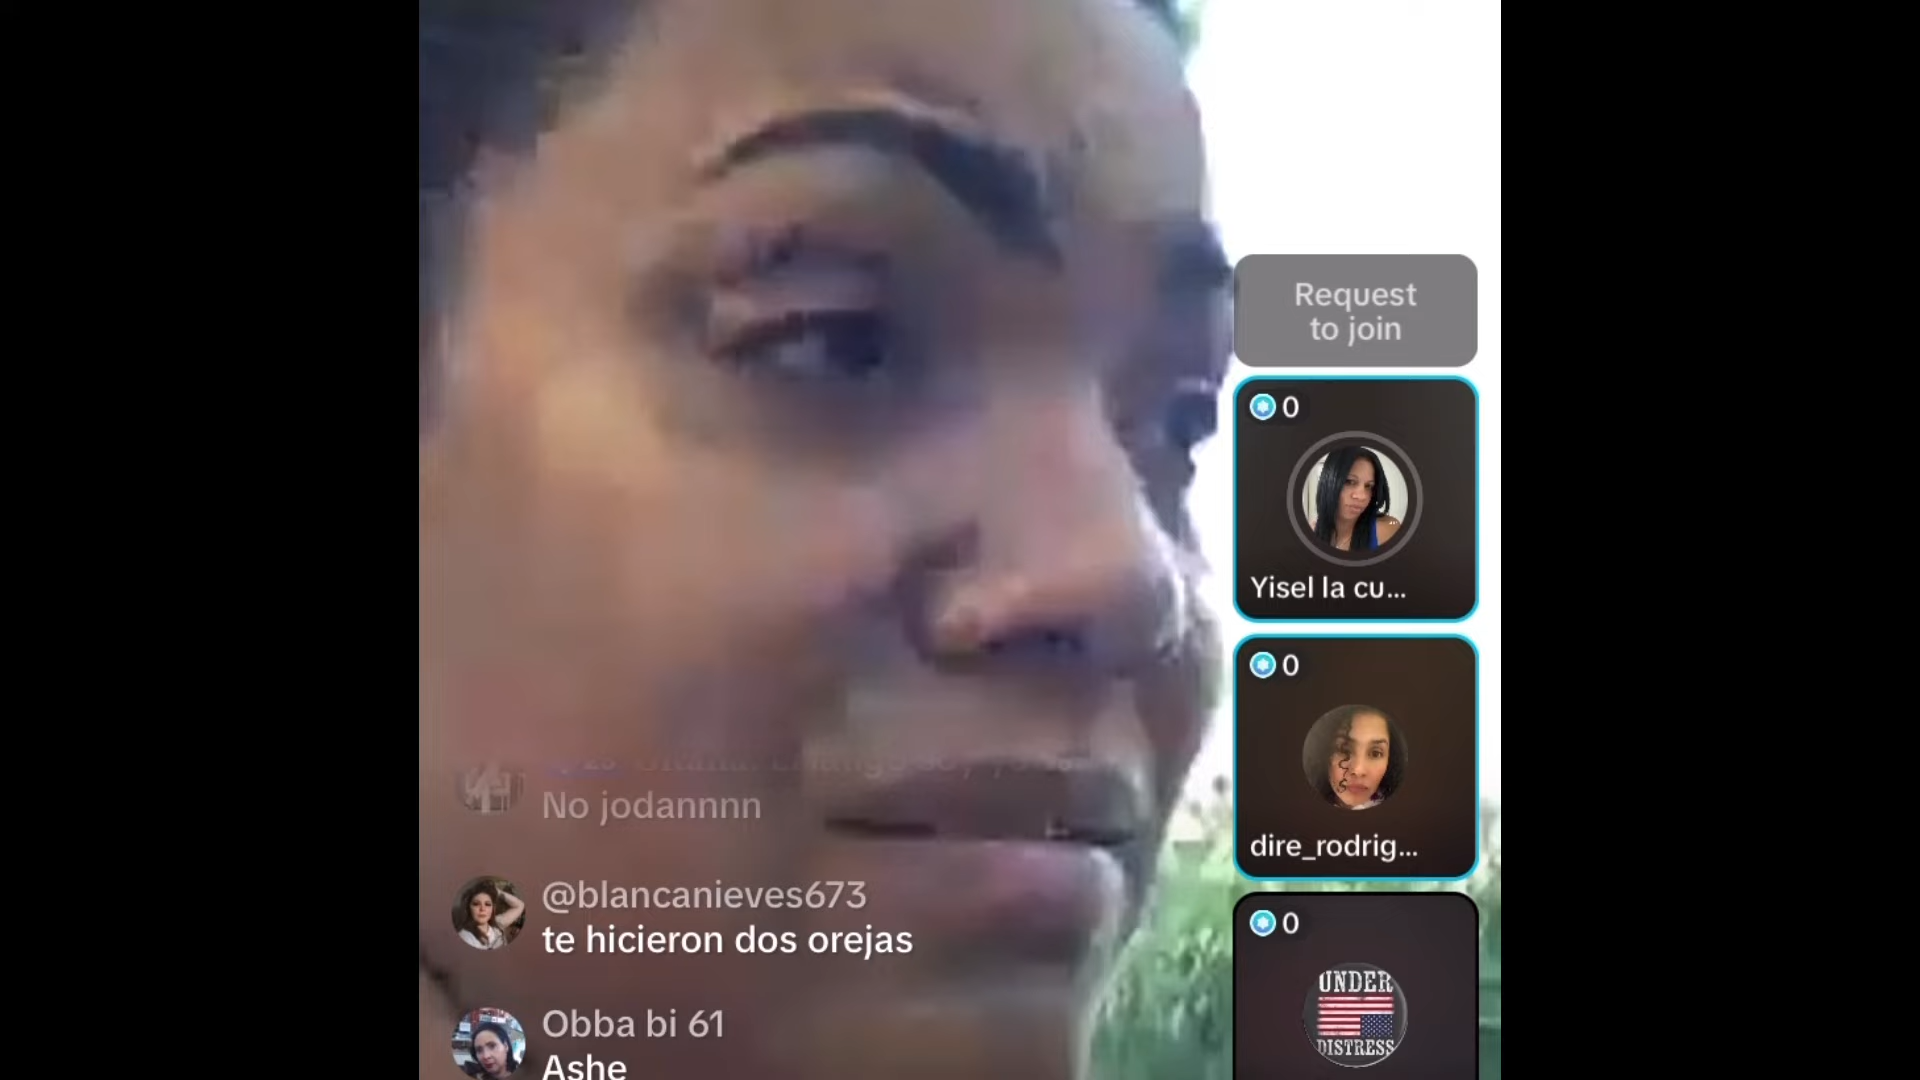 Request
to join
0
Yisel la cu...
0
dire_rodrig...
0
UNDER
DISTRESS
No jodannnn
@blancanieves673
te hicieron dos orejas
Obba bi 61
Ashe